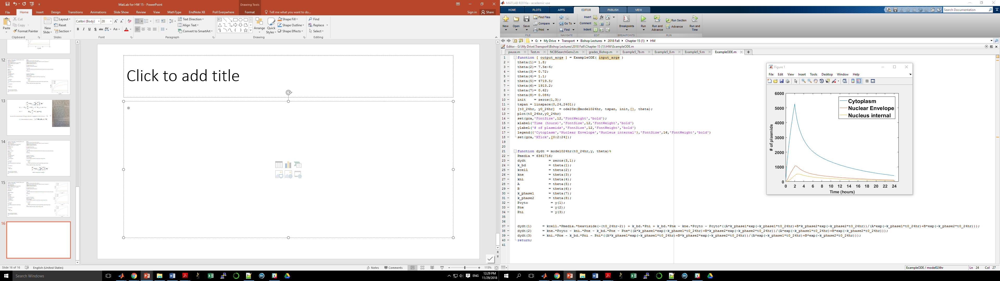 MatLab for HW 15 - PowerPoint
Drawing Tools
File
Home
Insert
Design
Transitions
Animations
Slide Show
Review
View
MathType
EndNote X8
Poll Everywhere
Format
Tell me what you want to do...
Sign in
Share
Paste
Cut
Copy
Format Painter
Clipboard
New
Slide
Layout
Reset
Section
Slides
Calibri (Body)
28
Font
Text Direction
Align Text
Convert to SmartArt
Paragraph
Arrange
Quick
Styles
Shape Fill
Shape Outline
Shape Effects
Drawing
Find
Replace
Select
Editing
12
13
14
15
16
Click to add title
Slide 16 of 16
English (United States)
Notes
Comments
115%
Search Windows
ENG
12:29 PM
11/29/2018
MATLAB R2016a - academic use
HOME
PLOTS
APPS
EDITOR
PUBLISH
VIEW
Search Documentation
New
Open
Save
Find Files
Compare
Print
FILE
Go To
Find
NAVIGATE
Insert
Comment
Indent
EDIT
Breakpoints
BREAKPOINTS
Run
Run and
Advance
Run Section
Advance
Run and
Time
RUN
G: My Drive Transport Bishop Lectures 2018 Fall Chapter 15 (1) HW
Editor - G:\My Drive\Transport\Bishop Lectures\2018 Fall\Chapter 15 (1)\HW\ExampleODE.m
pause.m
Test.m
NCBISearchGenv2.m
grades_Bishop.m
Example5_7b.m
Example5_8.m
Example5_9.m
ExampleODE.m
1 function [ output_args ] = ExampleODE( input_args )
2 theta(1)= 1.8;
3 theta(2)= 7.5e-4;
4 theta(3)= 0.72;
5 theta(4)= 1.1;
6 theta(5)= 4719.5;
7 theta(6)= 1913.2;
8 theta(7)= 0.62;
9 theta(8)= 0.084;
10 init = zeros(1,3);
11 tspan = linspace(0,24,2401);
12 [t0_24hr, y0_24hr] = ode23s(@model024hr, tspan, init,[], theta);
13 plot(t0_24hr,y0_24hr)
14 set(gca,'FontSize',12,'FontWeight','bold');
15 xlabel('Time (hours)','FontSize',12,'FontWeight','bold')
16 ylabel('# of plasmids','FontSize',12,'FontWeight','bold')
17 legend({'Cytoplasm','Nuclear Envelope','Nucleus internal'},'FontSize',16,'FontWeight','bold')
18 set(gca,'XTick',[0:2:24]);
19
20
21 function dydt = model024hr(t0_24hr,y, theta)%
22 Pmedia = 6361716;
23 dydt = zeros(3,1);
24 k_bd = theta(1);
25 kcell = theta(2);
26 kne = theta(3);
27 kni = theta(4);
28 A = theta(5);
29 B = theta(6);
30 k_phase1 = theta(7);
31 k_phase2 = theta(8);
32 Pcyto = y(1);
33 Pne = y(2);
34 Pni = y(3);
35
36
37 dydt(1) = kcell.*Pmedia.*heaviside(-(t0_24hr-2)) + k_bd.*Pni + k_bd.*Pne - kne.*Pcyto - Pcyto*((A*k_phase1*exp(-k_phase1*t0_24hr)+B*k_phase2*exp(-k_phase2*t0_24hr))/(A*exp(-k_phase1*t0_24hr)+B*exp(-k_phase2*t0_24hr)));
38 dydt(2) = kne.*Pcyto - kni.*Pne - k_bd.*Pne - Pne*((A*k_phase1*exp(-k_phase1*t0_24hr)+B*k_phase2*exp(-k_phase2*t0_24hr))/(A*exp(-k_phase1*t0_24hr)+B*exp(-k_phase2*t0_24hr)));
39 dydt(3) = kni.*Pne - k_bd.*Pni - Pni*((A*k_phase1*exp(-k_phase1*t0_24hr)+B*k_phase2*exp(-k_phase2*t0_24hr))/(A*exp(-k_phase1*t0_24hr)+B*exp(-k_phase2*t0_24hr)));
40 return;
41
Figure 1
File Edit View Insert Tools Desktop Window Help
6000
5000
4000
3000
2000
1000
0
# of plasmids
Cytoplasm
Nuclear Envelope
Nucleus internal
0 2 4 6 8 10 12 14 16 18 20 22 24
Time (hours)
ExampleODE / model024hr
Ln 24 Col 27